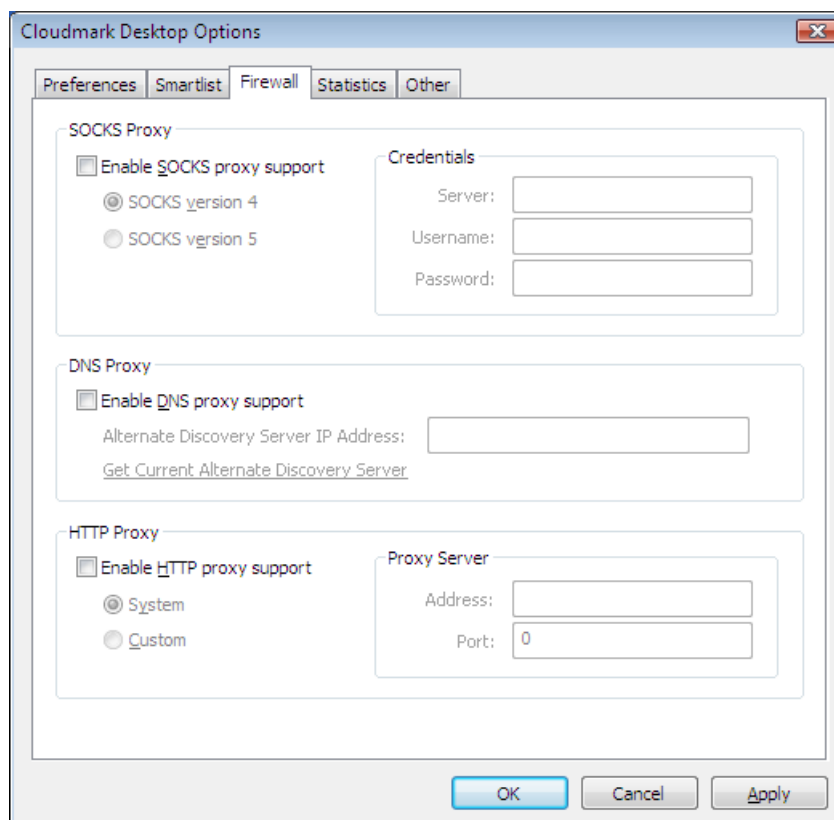 Cloudmark Desktop Options
Preferences Smartlist Firewall Statistics Other
SOCKS Proxy
Enable SOCKS proxy support
SOCKS version 4
SOCKS version 5
Credentials
Server:
Username:
Password:
DNS Proxy
Enable DNS proxy support
Alternate Discovery Server IP Address:
Get Current Alternate Discovery Server
HTTP Proxy
Enable HTTP proxy support
System
Custom
Proxy Server
Address:
Port: 0
OK Cancel Apply